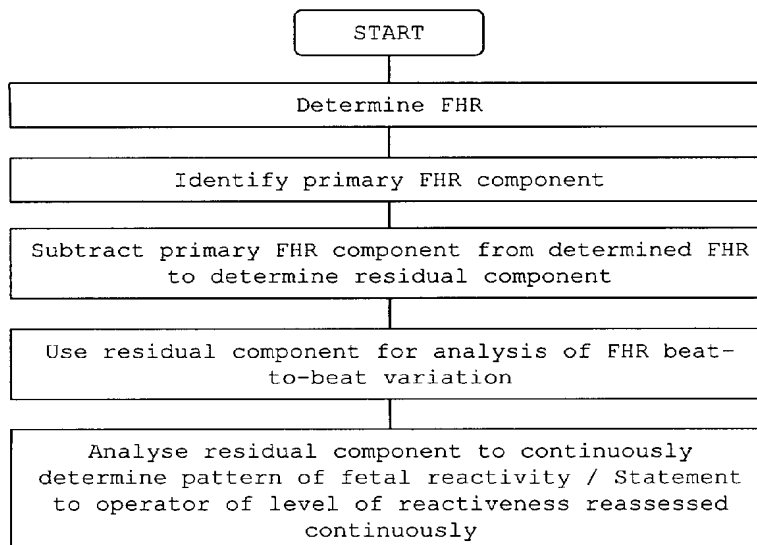 START
Determine FHR
Identify primary FHR component
Subtract primary FHR component from determined FHR
to determine residual component
Use residual component for analysis of FHR beat-
to-beat variation
Analyse residual component to continuously
determine pattern of fetal reactivity / Statement
to operator of level of reactiveness reassessed
continuously